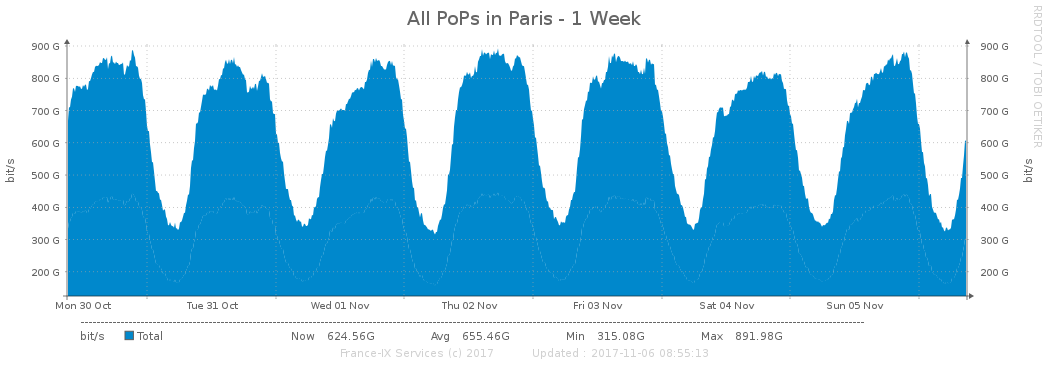 All PoPs in Paris - 1 Week
RRDTOOL / TOBI OETIKER
bit/s
900 G
800 G
700 G
600 G
500 G
400 G
300 G
200 G
900 G
800 G
700 G
600 G
500 G
400 G
300 G
200 G
bit/s
Mon 30 Oct Tue 31 Oct Wed 01 Nov Thu 02 Nov Fri 03 Nov Sat 04 Nov Sun 05 Nov
bit/s Total Now 624.56G Avg 655.46G Min 315.08G Max 891.98G
France-IX Services (c) 2017 Updated : 2017-11-06 08:55:13